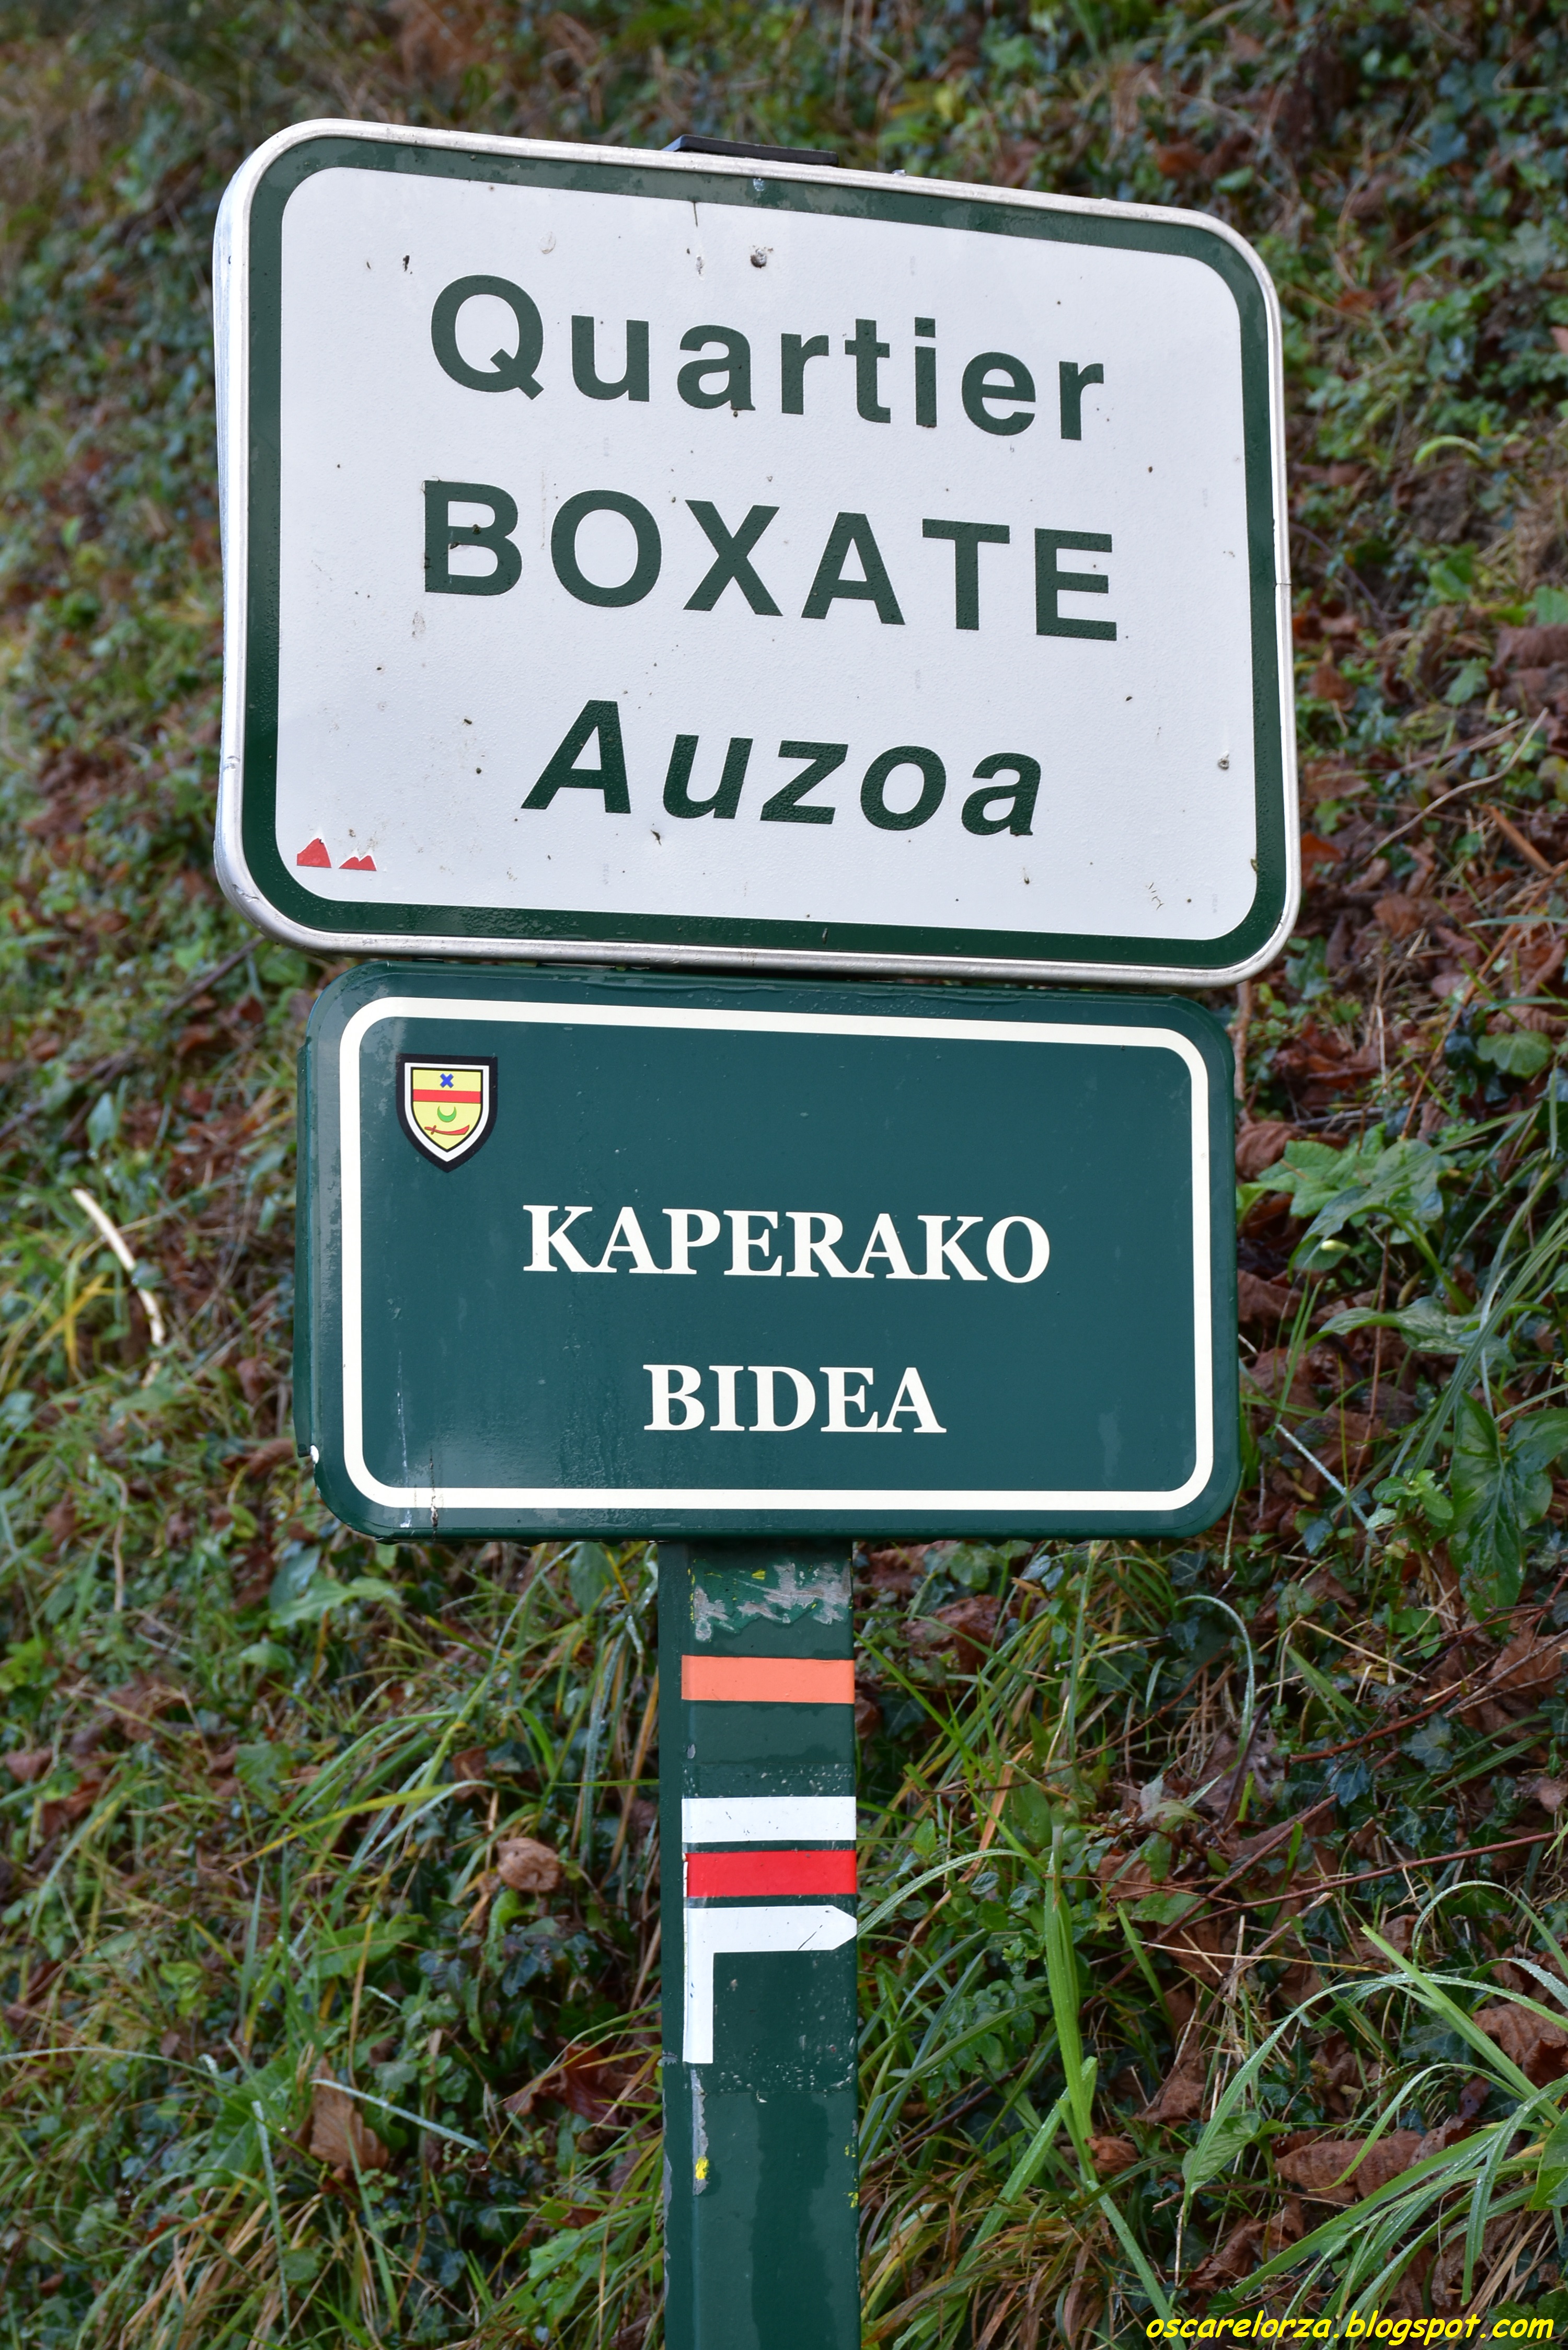 Quartier
BOXATE
Auzoa
KAPERAKO
BIDEA
oscarelorza.blogspot.com